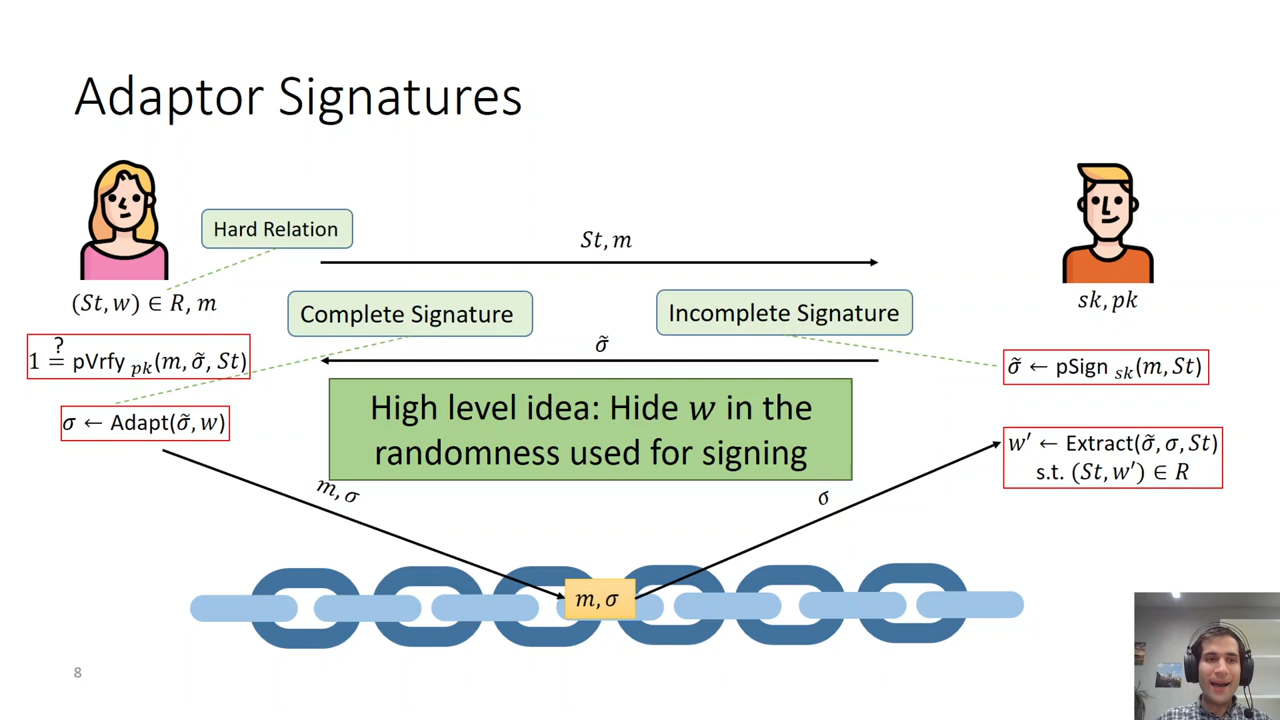 Adaptor Signatures
Hard Relation
St, m
(St, w) ∈ R, m
sk, pk
Complete Signature
Incomplete Signature
1 ≟ pVrfy pk(m, σ̃, St)
σ̃
σ̃ ← pSign sk(m, St)
σ ← Adapt(σ̃, w)
High level idea: Hide w in the
randomness used for signing
w′ ← Extract(σ̃, σ, St)
s.t. (St, w′) ∈ R
m, σ
σ
m, σ
8